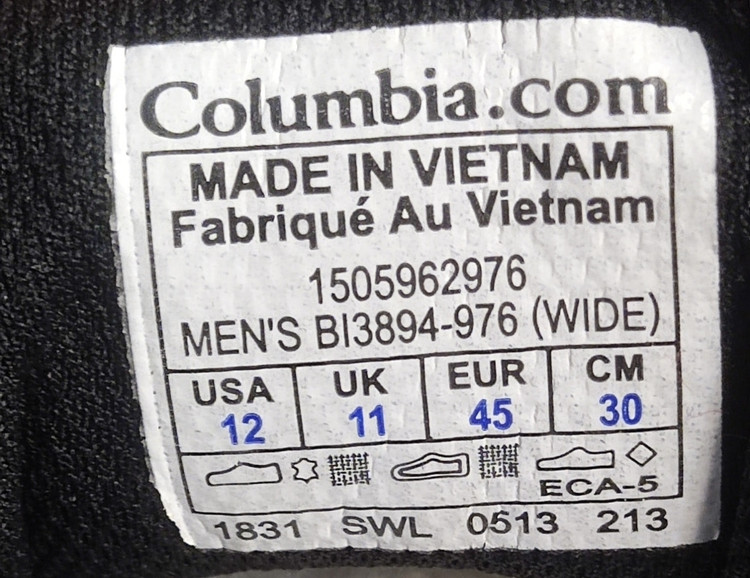 Columbia.com
MADE IN VIETNAM
Fabriqué Au Vietnam
1505962976
MEN'S BI3894-976 (WIDE)
USA UK EUR CM
12 11 45 30
ECA-5
1831 SWL 0513 213